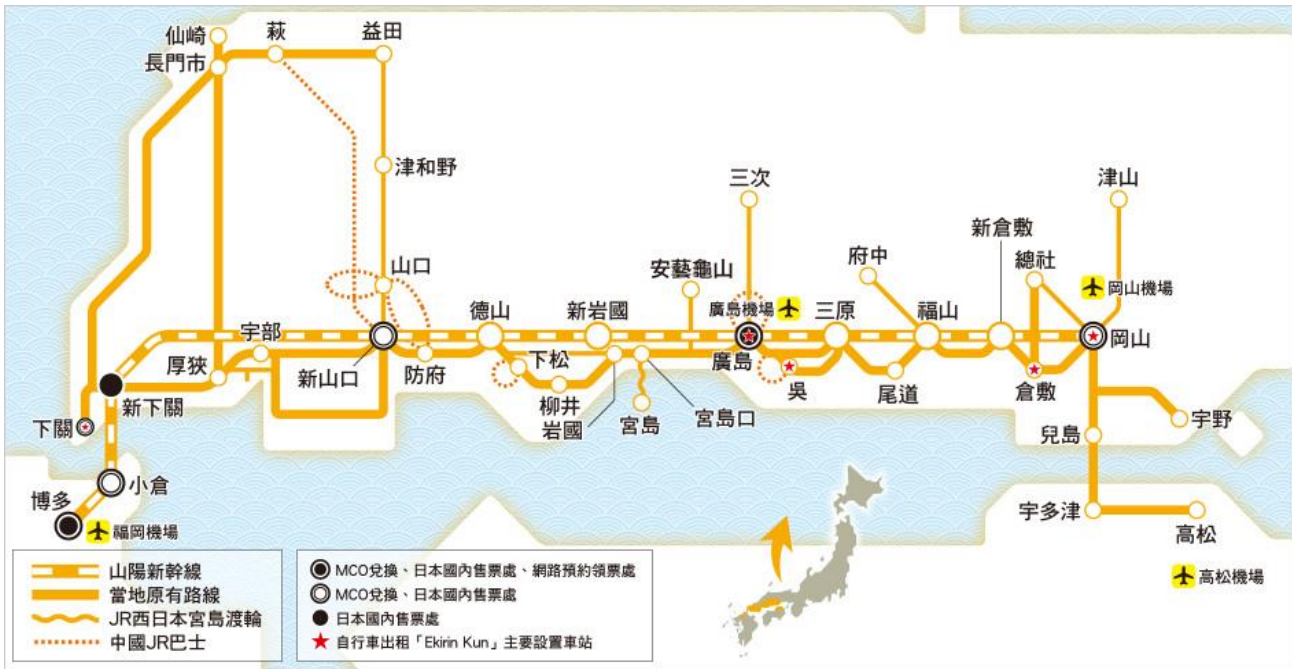 仙崎
長門市
萩
益田
津和野
三次
津山
新倉敷
府中
總社
山口
安藝龜山
岡山機場
廣島機場
德山
新岩國
三原
福山
宇部
岡山
厚狹
新山口
防府
下松
廣島
吳
尾道
倉敷
新下關
柳井
岩國
宮島
宮島口
宇野
下關
兒島
小倉
博多
福岡機場
宇多津
高松
高松機場
山陽新幹線
當地原有路線
JR西日本宮島渡輪
中國JR巴士
MCO兌換、日本國內售票處、網路預約領票處
MCO兌換、日本國內售票處
日本國內售票處
自行車出租「Ekirin Kun」主要設置車站